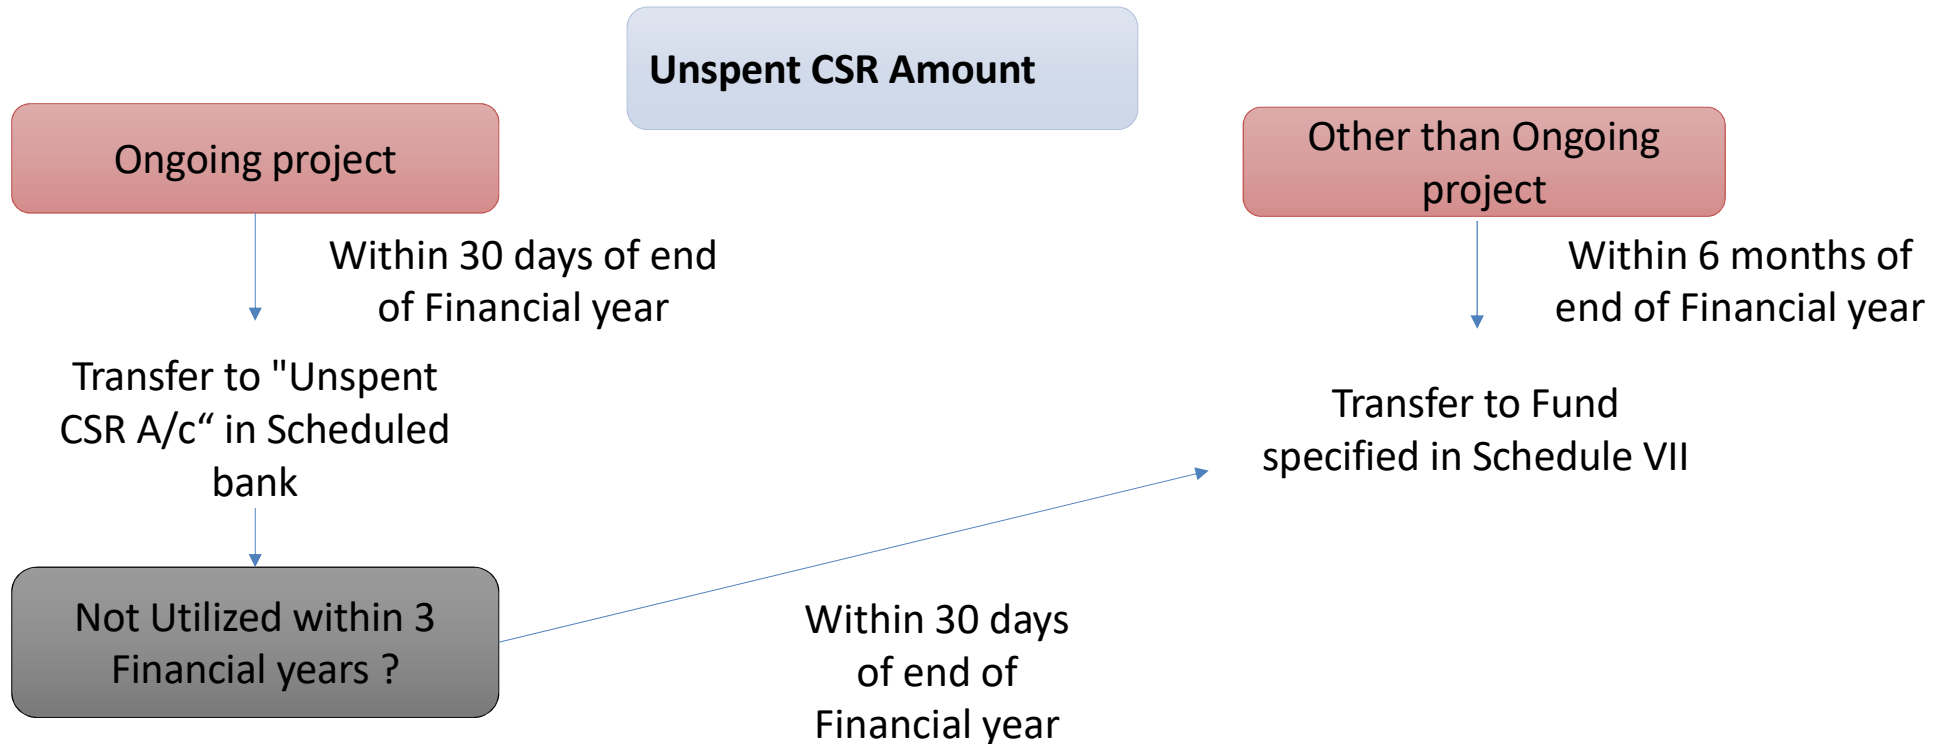 Unspent CSR Amount
Ongoing project
Other than Ongoing
project
Within 30 days of end
of Financial year
Within 6 months of
end of Financial year
Transfer to "Unspent
CSR A/c“ in Scheduled
bank
Transfer to Fund
specified in Schedule VII
Not Utilized within 3
Financial years ?
Within 30 days
of end of
Financial year